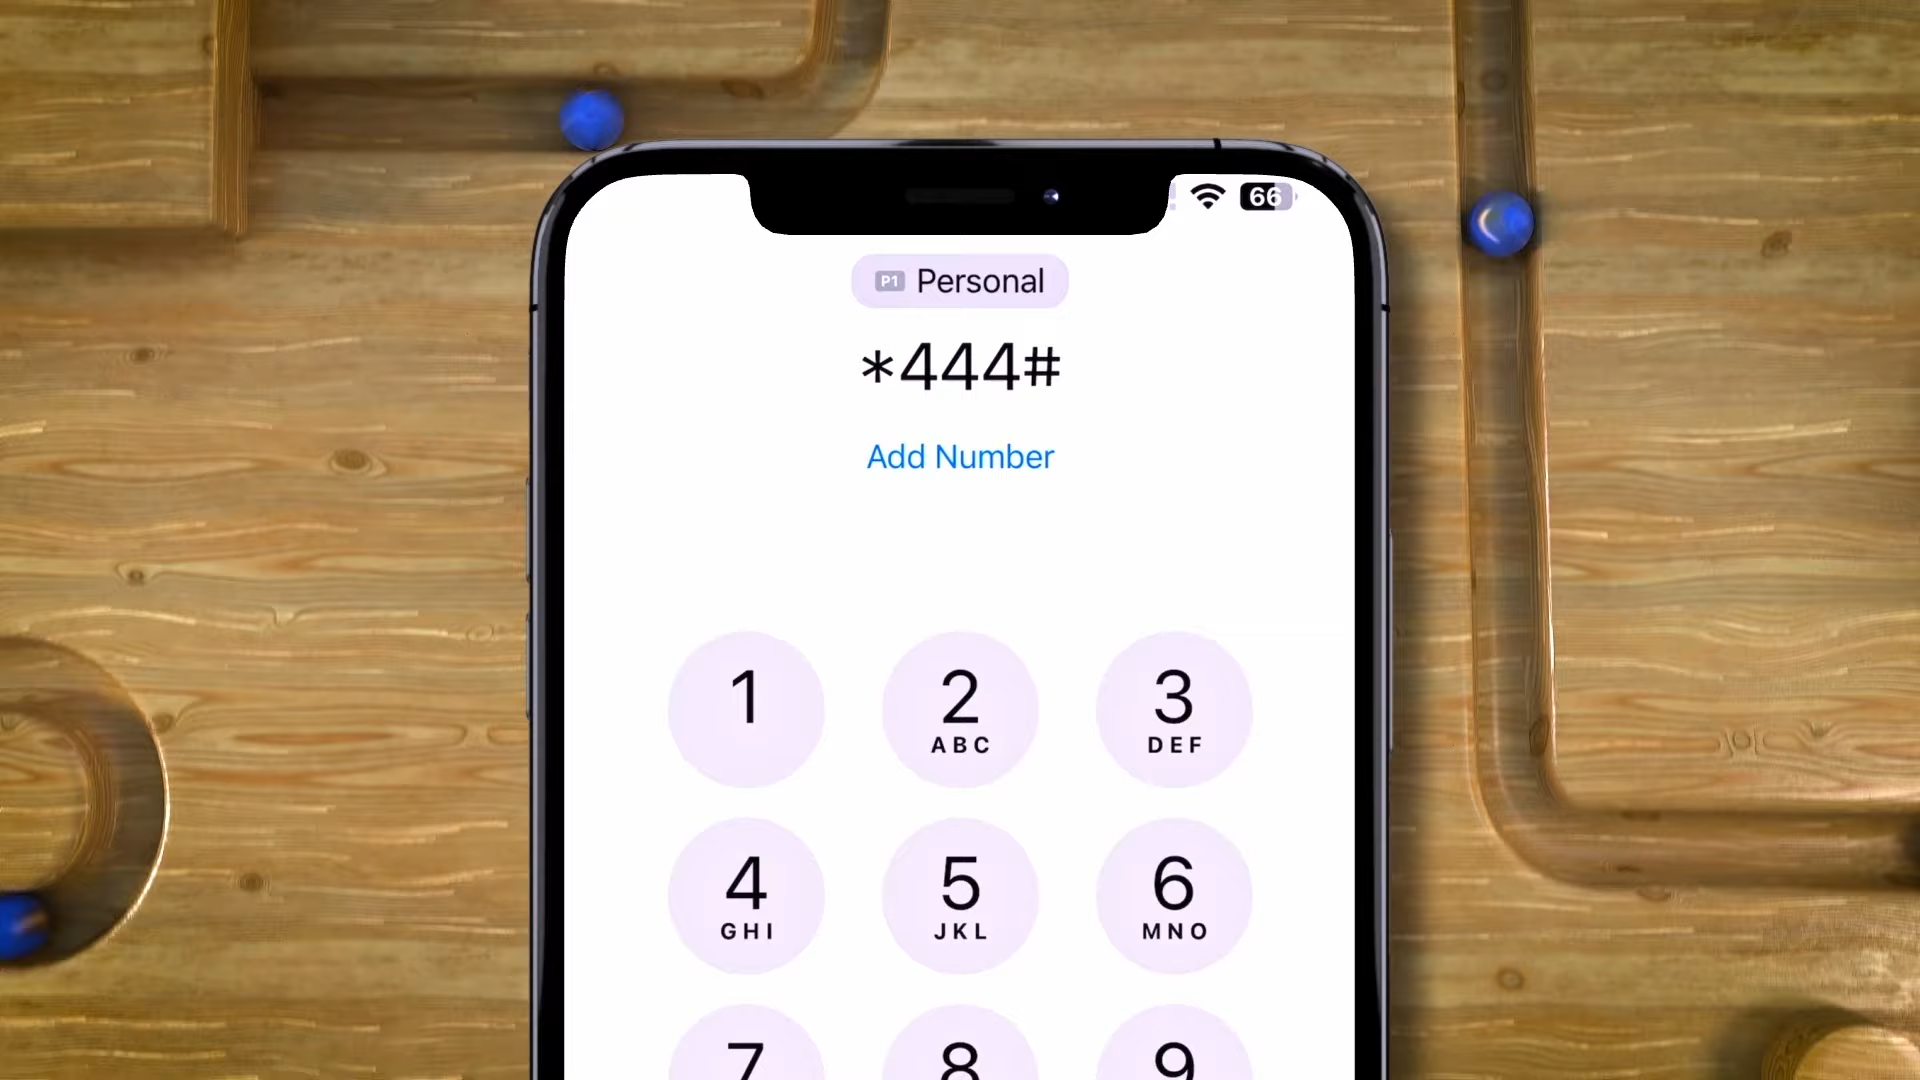 66
P1 Personal
*444#
Add Number
1
2
ABC
3
DEF
4
GHI
5
JKL
6
MNO
7
8
9